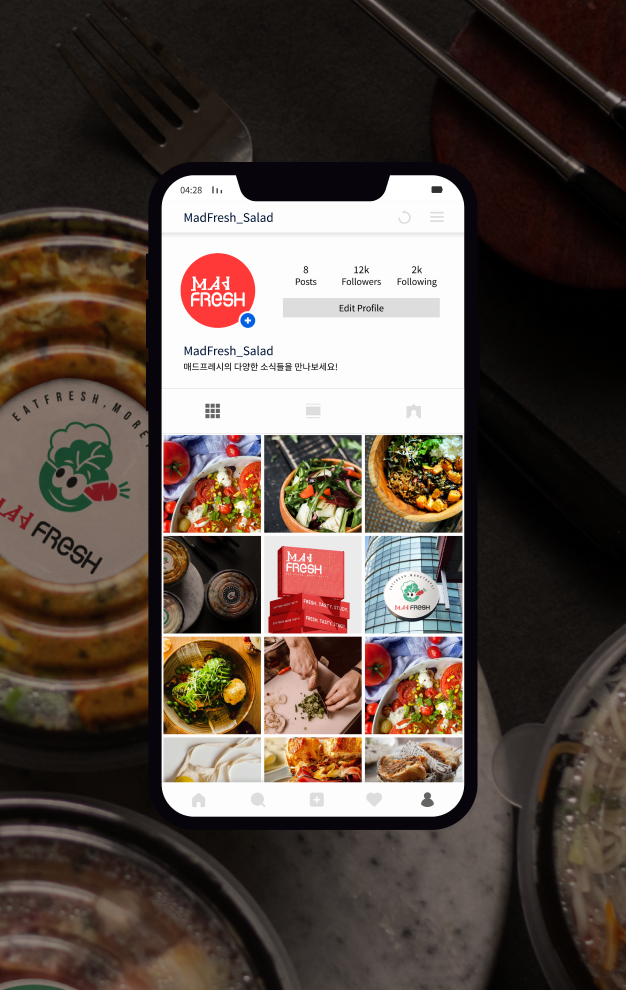 04:28
MadFresh_Salad
MAD
FRESH
8
Posts
12k
Followers
2k
Following
Edit Profile
MadFresh_Salad
매드프레시의 다양한 소식들을 만나보세요!
EATFRESH,MORET
MAD FRESH
MAD
FRESH
FRESH. TASTY. STUDY.
FRESH. TASTY. STUDY.
MAD FRESH